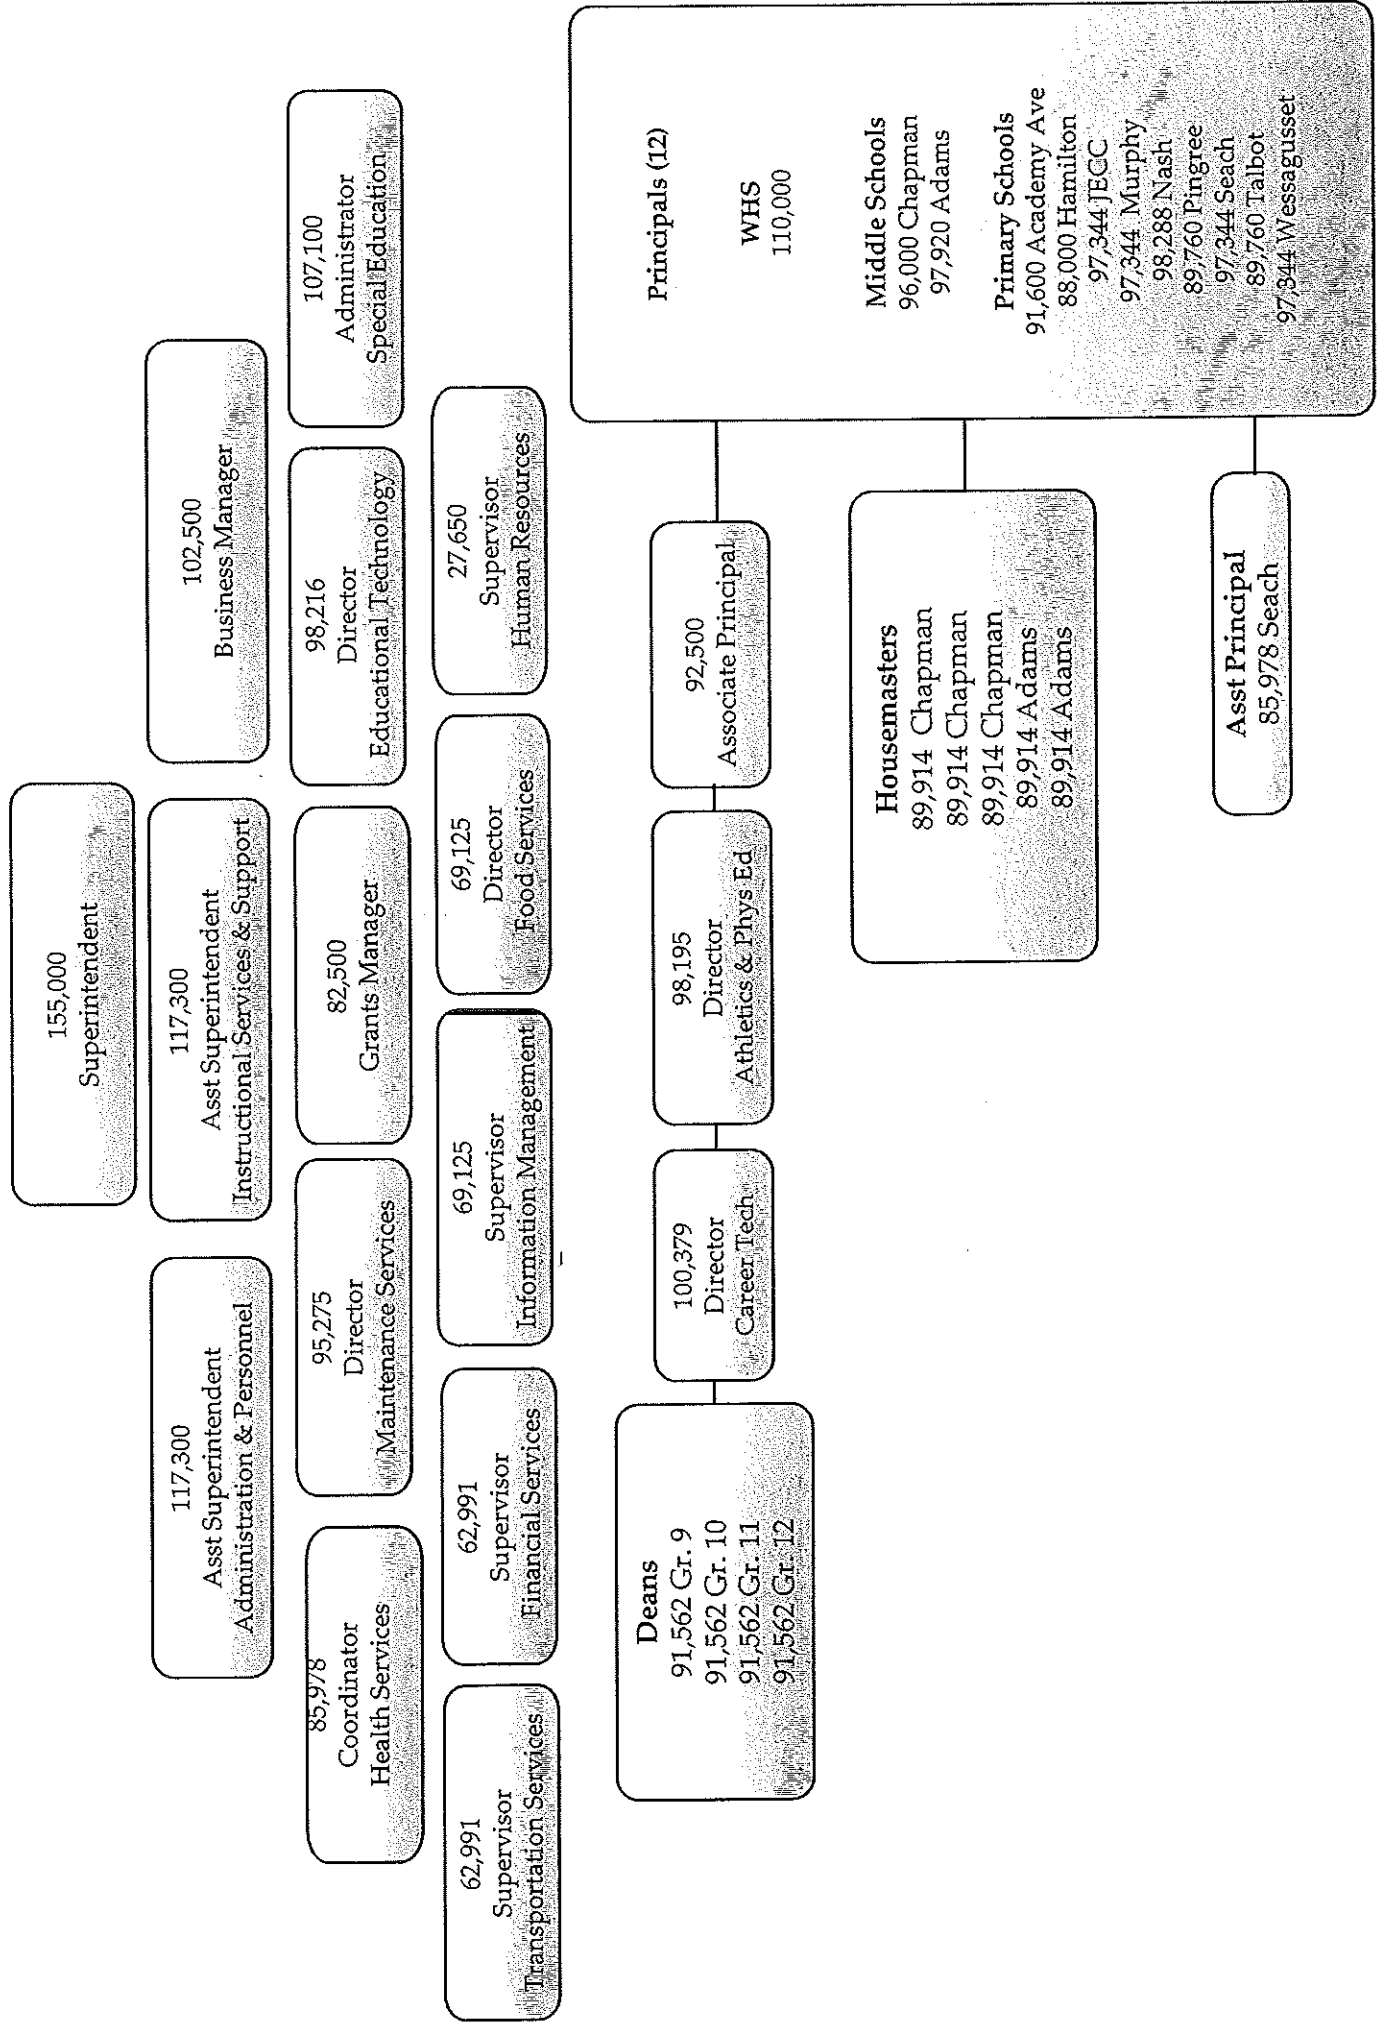 155,000
Superintendent
117,300
Asst Superintendent
Administration & Personnel
117,300
Asst Superintendent
Instructional Services & Support
102,500
Business Manager
85,978
Coordinator
Health Services
95,275
Director
Maintenance Services
82,500
Grants Manager
98,216
Director
Educational Technology
107,100
Administrator
Special Education
62,991
Supervisor
Transportation Services
62,991
Supervisor
Financial Services
69,125
Supervisor
Information Management
69,125
Director
Food Services
27,650
Supervisor
Human Resources
Deans
91,562 Gr. 9
91,562 Gr. 10
91,562 Gr. 11
91,562 Gr. 12
100,379
Director
Career Tech
98,195
Director
Athletics & Phys Ed
92,500
Associate Principal
Principals (12)
WHS
110,000
Middle Schools
96,000 Chapman
97,920 Adams
Primary Schools
91,600 Academy Ave
88,000 Hamilton
97,344 JECC
97,344 Murphy
98,288 Nash
89,760 Pingree
97,344 Seach
89,760 Talbot
97,344 Wessagusset
Housemasters
89,914 Chapman
89,914 Chapman
89,914 Chapman
89,914 Adams
89,914 Adams
Asst Principal
85,978 Seach